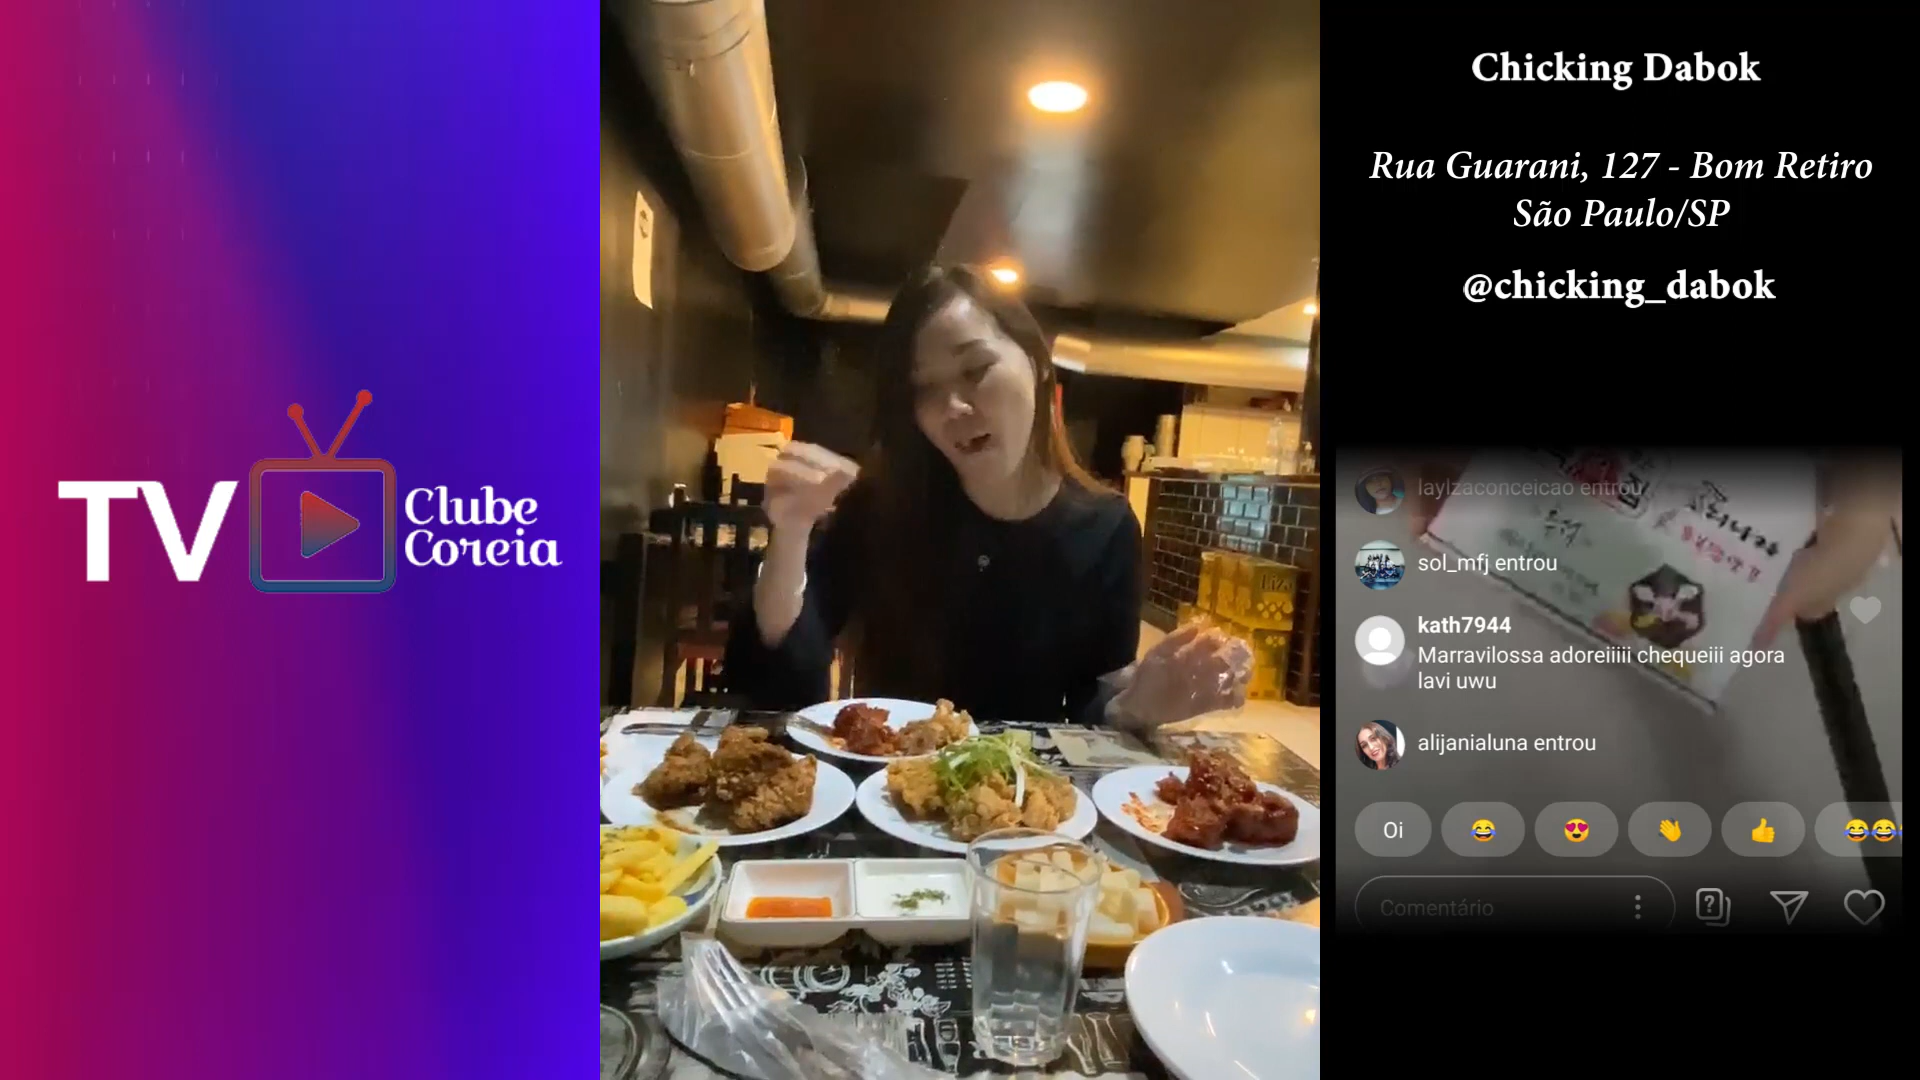 TV
Clube
Coreia
Chicking Dabok
Rua Guarani, 127 - Bom Retiro
São Paulo/SP
@chicking_dabok
laylzaconceicao entrou
sol_mfj entrou
kath7944
Marravilossa adoreiiiii chequeiii agora
lavi uwu
alijanialuna entrou
Oi
Comentário